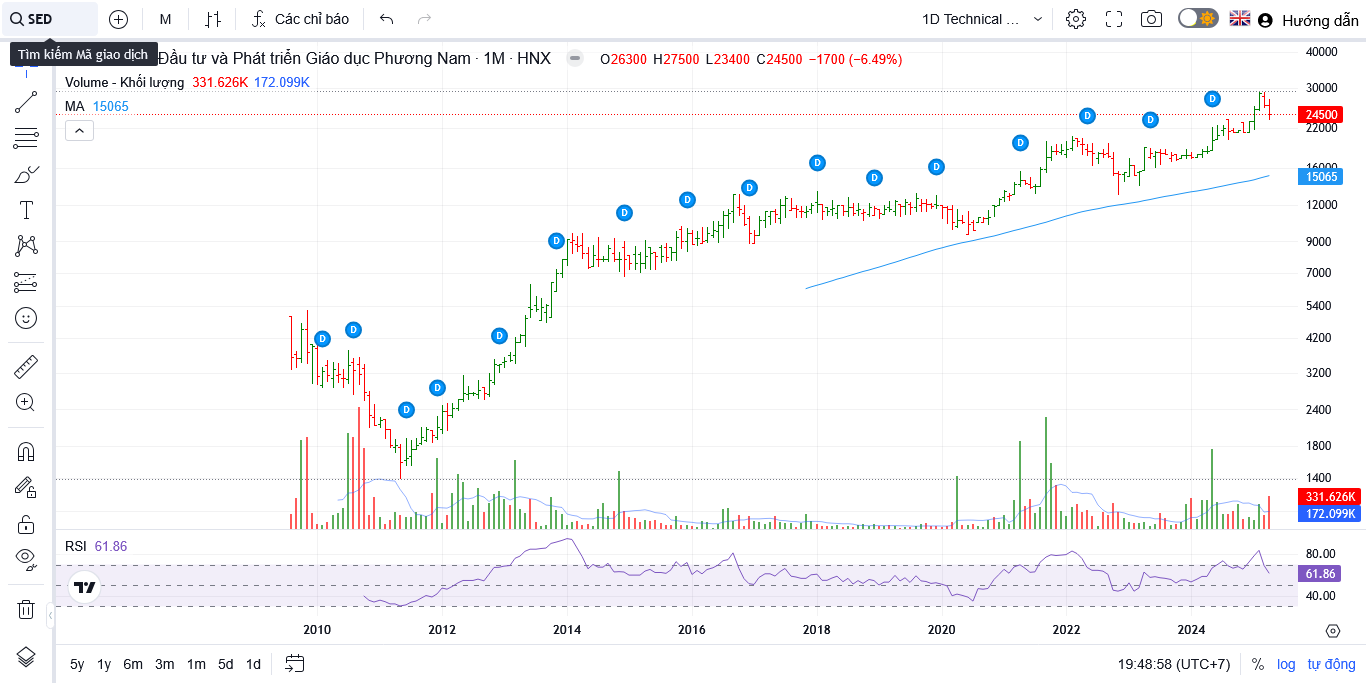 SED
M
Các chỉ báo
1D Technical ...
Hướng dẫn
Tìm kiếm Mã giao dịch
Đầu tư và Phát triển Giáo dục Phương Nam · 1M · HNX
O26300 H27500 L23400 C24500 −1700 (−6.49%)
Volume - Khối lượng 331.626K 172.099K
MA 15065
40000
30000
24500
22000
16000
15065
12000
9000
7000
5400
4200
3200
2400
1800
1400
331.626K
172.099K
D D D D D D D D D D D D D D D D
RSI 61.86
80.00
61.86
40.00
2010 2012 2014 2016 2018 2020 2022 2024
5y 1y 6m 3m 1m 5d 1d
19:48:58 (UTC+7) % log tự động